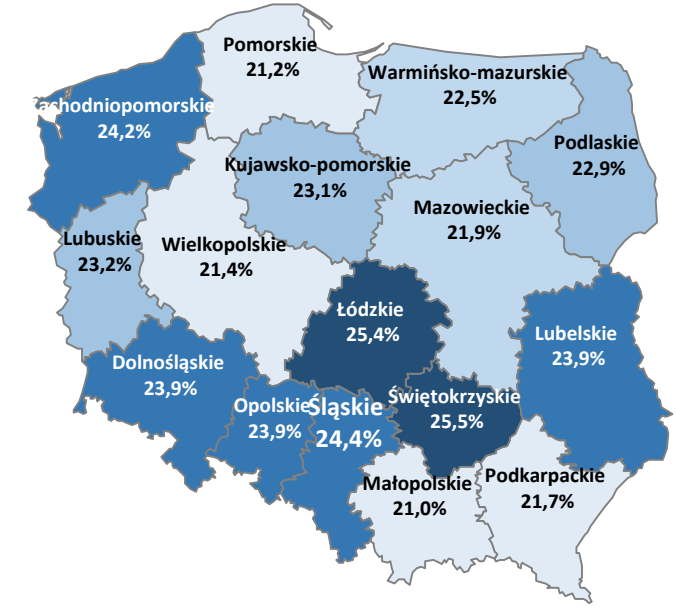 Pomorskie
21,2%
Warmińsko-mazurskie
22,5%
Zachodniopomorskie
24,2%
Podlaskie
22,9%
Kujawsko-pomorskie
23,1%
Mazowieckie
21,9%
Lubuskie
23,2%
Wielkopolskie
21,4%
Łódzkie
25,4%
Lubelskie
23,9%
Dolnośląskie
23,9%
Opolskie
23,9%
Śląskie
24,4%
Świętokrzyskie
25,5%
Małopolskie
21,0%
Podkarpackie
21,7%